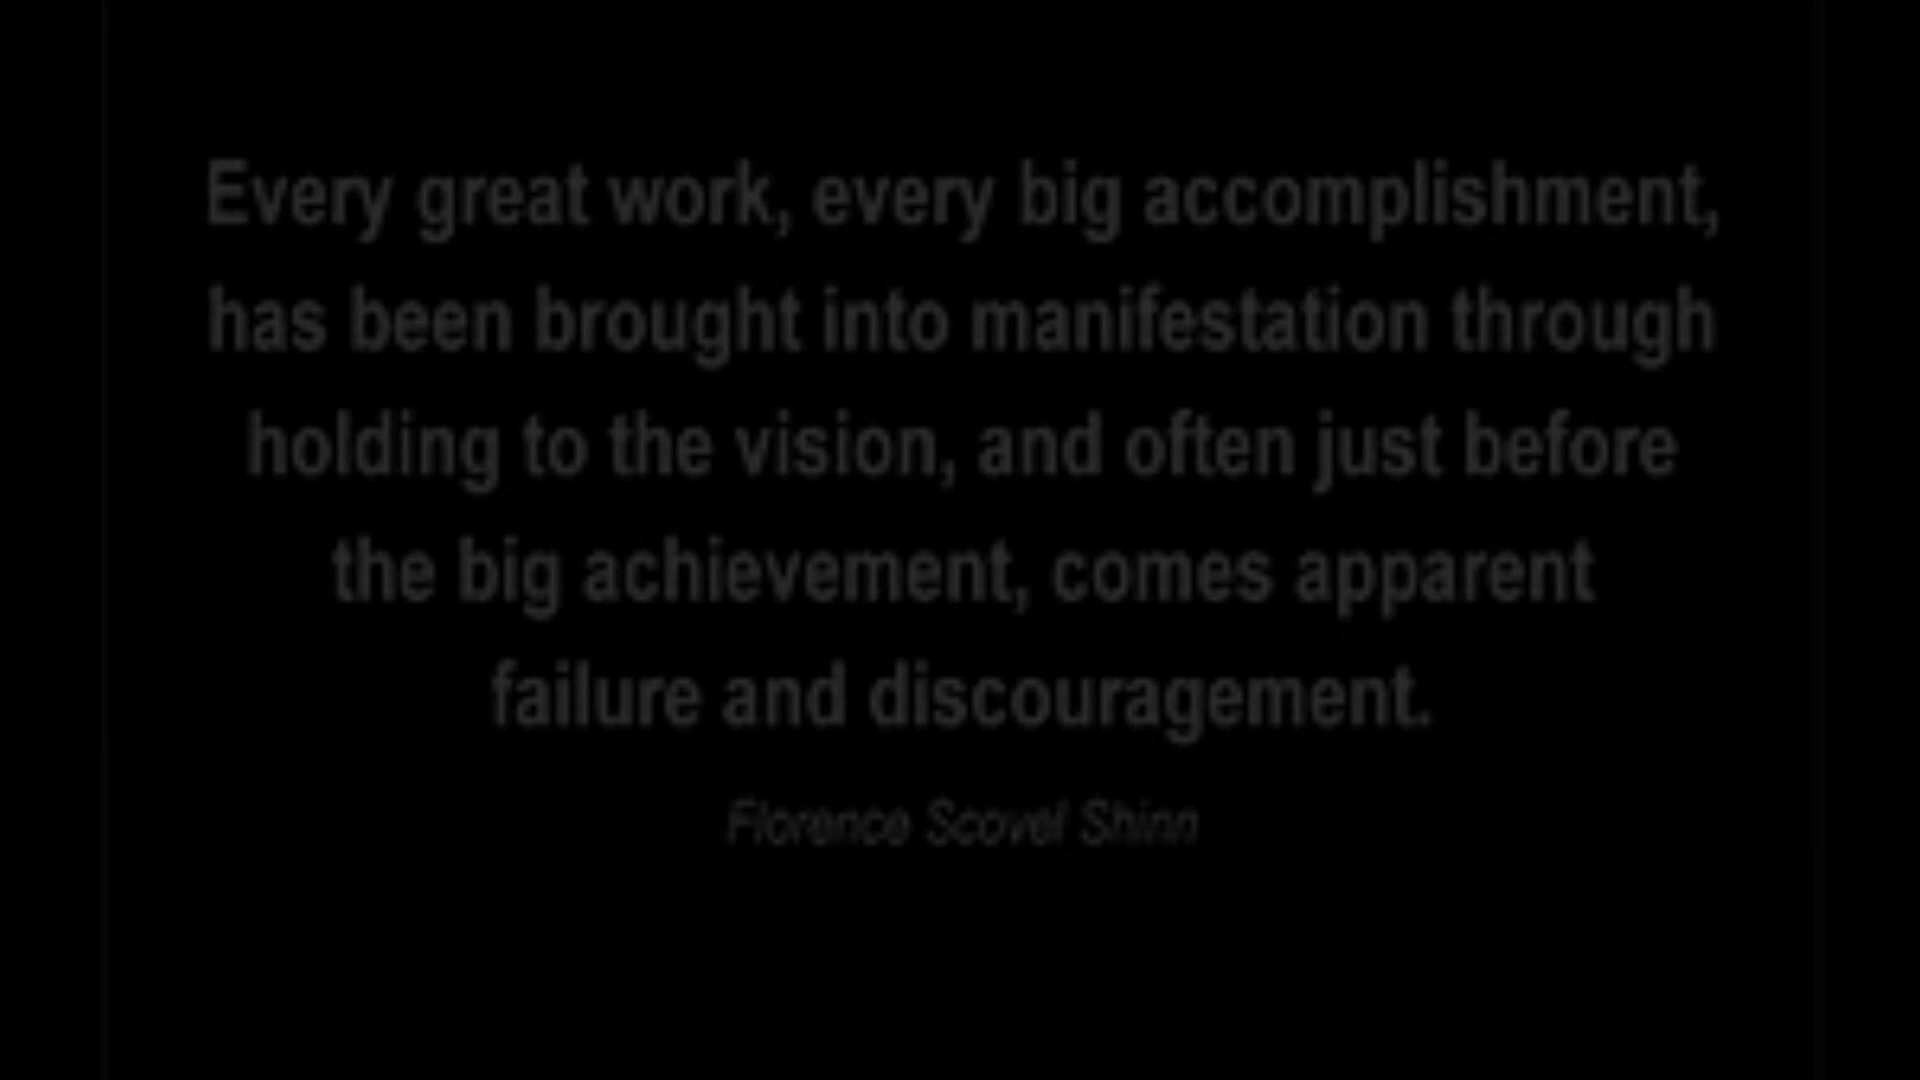 Every great work, every big accomplishment,
has been brought into manifestation through
holding to the vision, and often just before
the big achievement, comes apparent
failure and discouragement.
Florence Scovel Shinn